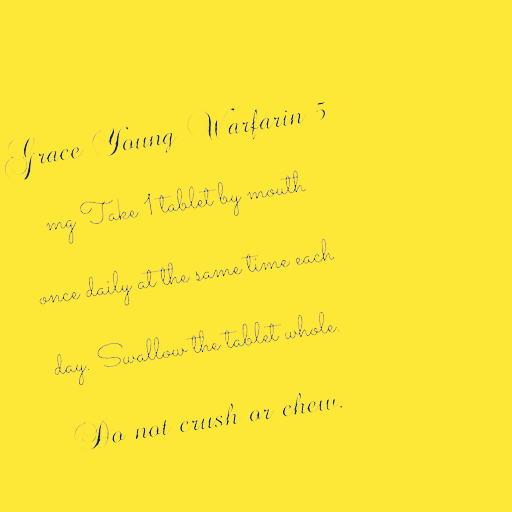 Grace Young Warfarin 5
mg Take 1 tablet by mouth
once daily at the same time each
day. Swallow the tablet whole.
Do not crush or chew.